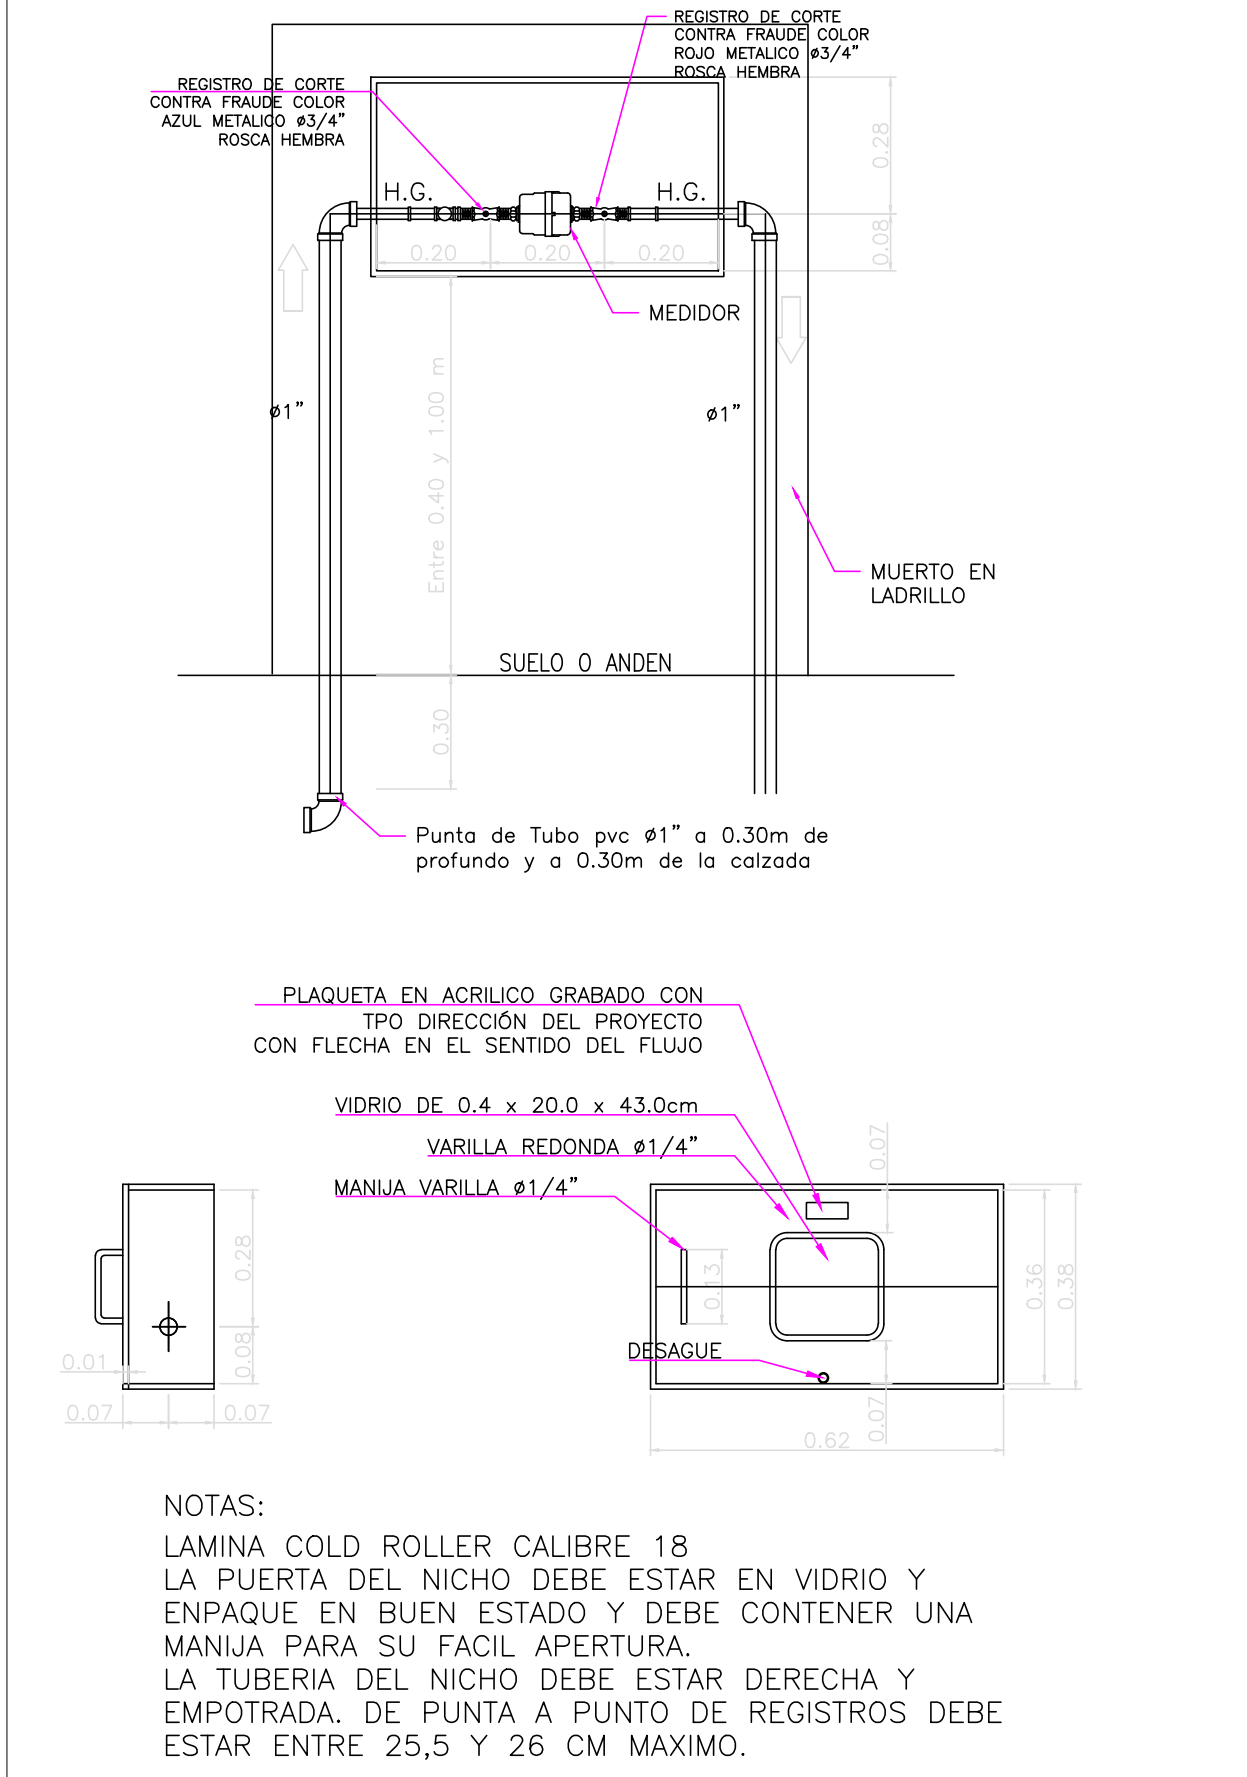 REGISTRO DE CORTE
CONTRA FRAUDE COLOR
ROJO METALICO ø3/4”
ROSCA HEMBRA
REGISTRO DE CORTE
CONTRA FRAUDE COLOR
AZUL METALICO ø3/4”
ROSCA HEMBRA
0.28
H.G.
H.G.
0.20
0.20
0.20
0.08
MEDIDOR
Entre 0.40 y 1.00 m
ø1”
ø1”
MUERTO EN
LADRILLO
SUELO O ANDEN
0.30
Punta de Tubo pvc ø1” a 0.30m de
profundo y a 0.30m de la calzada
PLAQUETA EN ACRILICO GRABADO CON
TPO DIRECCIÓN DEL PROYECTO
CON FLECHA EN EL SENTIDO DEL FLUJO
VIDRIO DE 0.4 x 20.0 x 43.0cm
VARILLA REDONDA ø1/4”
MANIJA VARILLA ø1/4”
0.07
0.28
0.13
0.36
0.38
0.08
0.01
DESAGUE
0.07
0.07
0.07
0.62
NOTAS:
LAMINA COLD ROLLER CALIBRE 18
LA PUERTA DEL NICHO DEBE ESTAR EN VIDRIO Y
ENPAQUE EN BUEN ESTADO Y DEBE CONTENER UNA
MANIJA PARA SU FACIL APERTURA.
LA TUBERIA DEL NICHO DEBE ESTAR DERECHA Y
EMPOTRADA. DE PUNTA A PUNTO DE REGISTROS DEBE
ESTAR ENTRE 25,5 Y 26 CM MAXIMO.